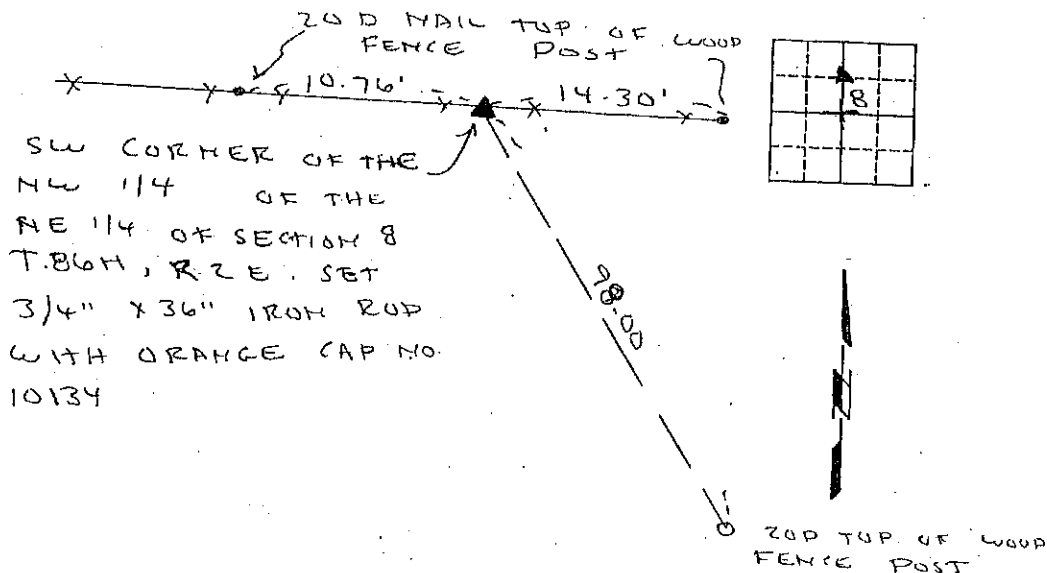 20 D NAIL TOP OF WOOD
FENCE POST
10.76'
14.30'
8
SW CORNER OF THE
NW 1/4 OF THE
NE 1/4 OF SECTION 8
T.86N, R.2E. SET
3/4" X 36" IRON ROD
WITH ORANGE CAP NO.
10134
N
20D TOP OF WOOD
FENCE POST